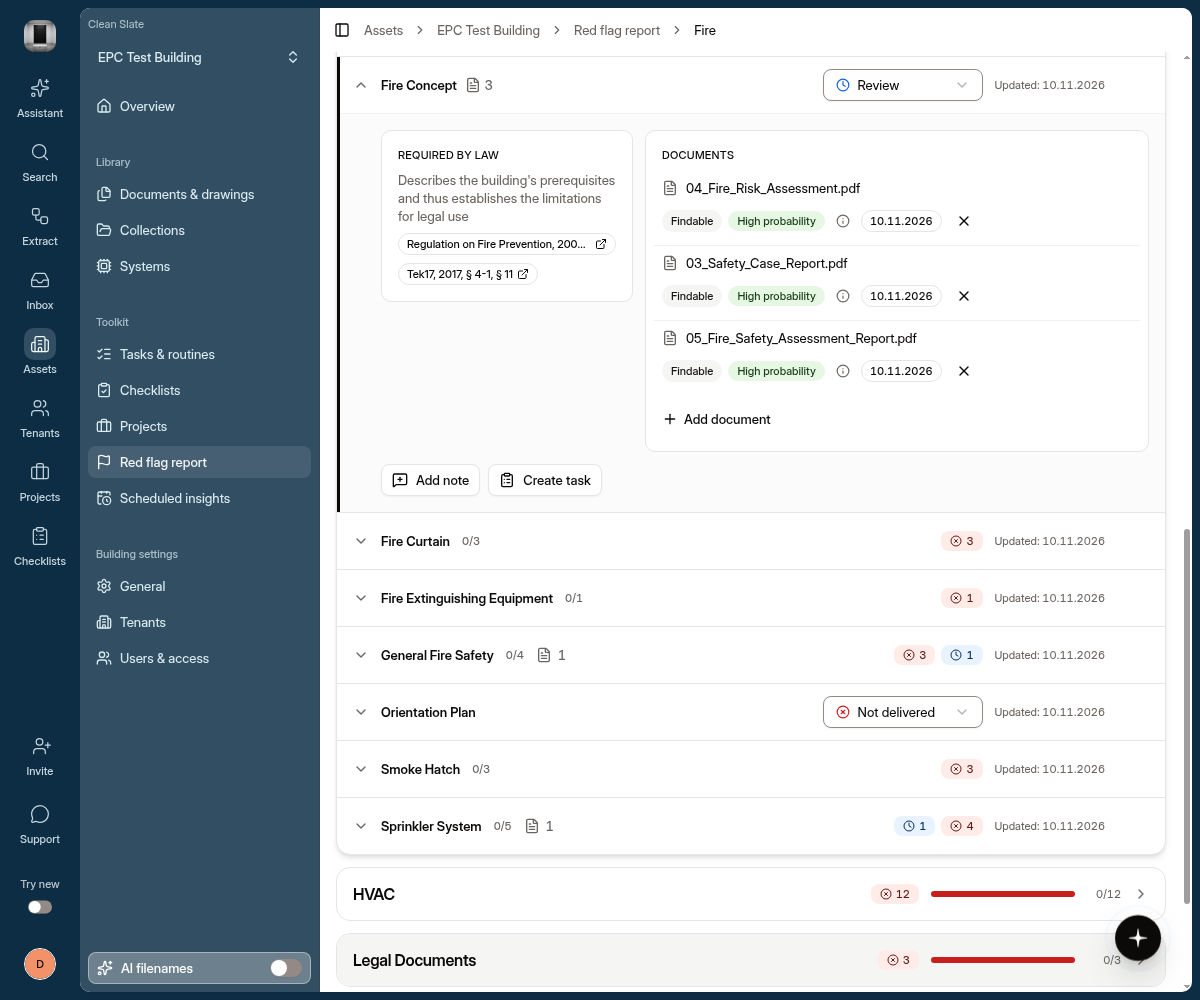 Assistant
Search
Extract
Inbox
Assets
Tenants
Projects
Checklists
Invite
Support
Try new
D
Clean Slate
EPC Test Building
Overview
Library
Documents & drawings
Collections
Systems
Toolkit
Tasks & routines
Checklists
Projects
Red flag report
Scheduled insights
Building settings
General
Tenants
Users & access
AI filenames
Assets > EPC Test Building > Red flag report > Fire
Fire Concept 3 Review Updated: 10.11.2026
REQUIRED BY LAW
Describes the building's prerequisites
and thus establishes the limitations
for legal use
Regulation on Fire Prevention, 200...
Tek17, 2017, § 4-1, § 11
DOCUMENTS
04_Fire_Risk_Assessment.pdf
Findable High probability 10.11.2026
03_Safety_Case_Report.pdf
Findable High probability 10.11.2026
05_Fire_Safety_Assessment_Report.pdf
Findable High probability 10.11.2026
Add document
Add note Create task
Fire Curtain 0/3 3 Updated: 10.11.2026
Fire Extinguishing Equipment 0/1 1 Updated: 10.11.2026
General Fire Safety 0/4 1 3 1 Updated: 10.11.2026
Orientation Plan Not delivered Updated: 10.11.2026
Smoke Hatch 0/3 3 Updated: 10.11.2026
Sprinkler System 0/5 1 1 4 Updated: 10.11.2026
HVAC 12 0/12
Legal Documents 3 0/3